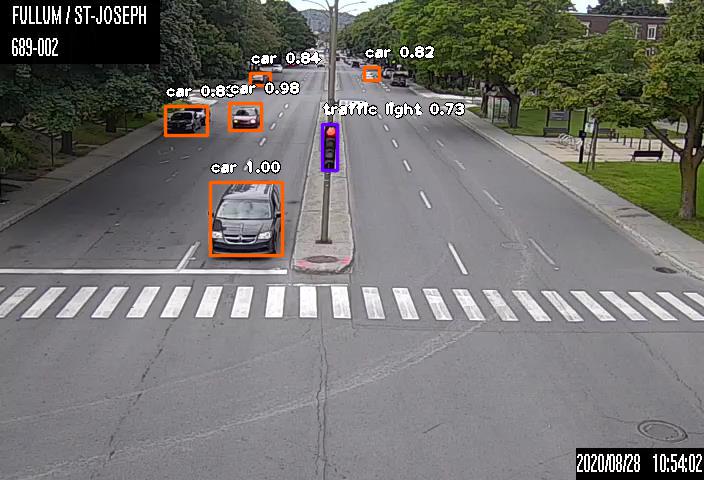 FULLUM / ST-JOSEPH
689-002
car 0.84
car 0.82
car 0.98
traffic light 0.73
car 1.00
2020/08/28 10:54:02